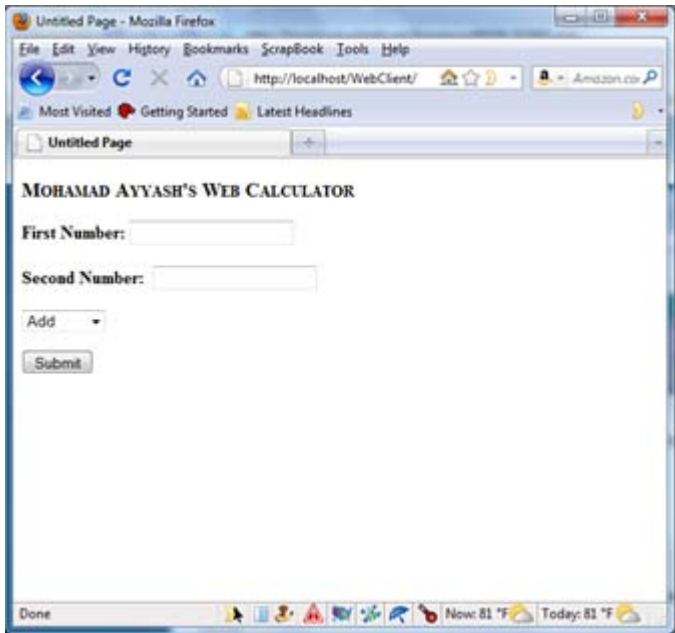 Untitled Page - Mozilla Firefox
File Edit View History Bookmarks ScrapBook Tools Help
http://localhost/WebClient/
Amazon.co
Most Visited Getting Started Latest Headlines
Untitled Page
MOHAMAD AYYASH'S WEB CALCULATOR
First Number:
Second Number:
Add
Submit
Done Now: 81 °F Today: 81 °F